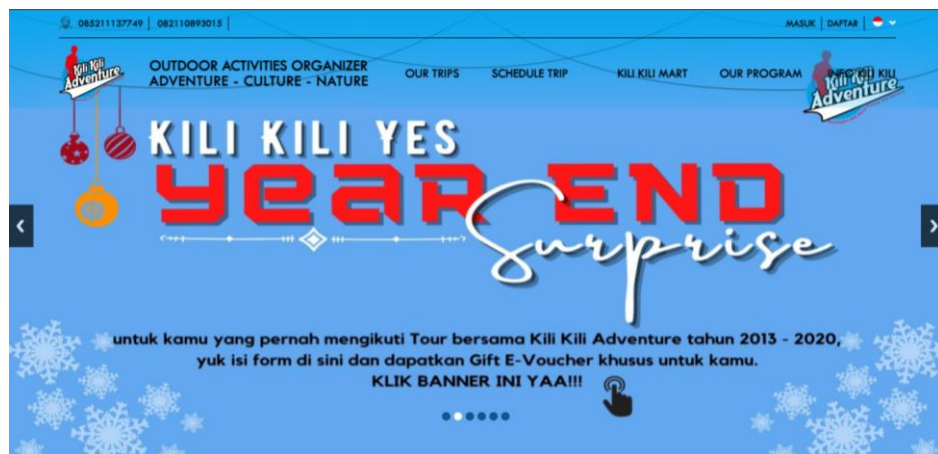 085211137749 | 082110893015 |
MASUK | DAFTAR |
Kili Kili
Adventure
OUTDOOR ACTIVITIES ORGANIZER
ADVENTURE - CULTURE - NATURE
OUR TRIPS
SCHEDULE TRIP
KILI KILI MART
OUR PROGRAM
INFO KILI KILI
Kili Kili
Adventure
KILI KILI YES
YEAR END
Surprise
untuk kamu yang pernah mengikuti Tour bersama Kili Kili Adventure tahun 2013 - 2020,
yuk isi form di sini dan dapatkan Gift E-Voucher khusus untuk kamu.
KLIK BANNER INI YAA!!!